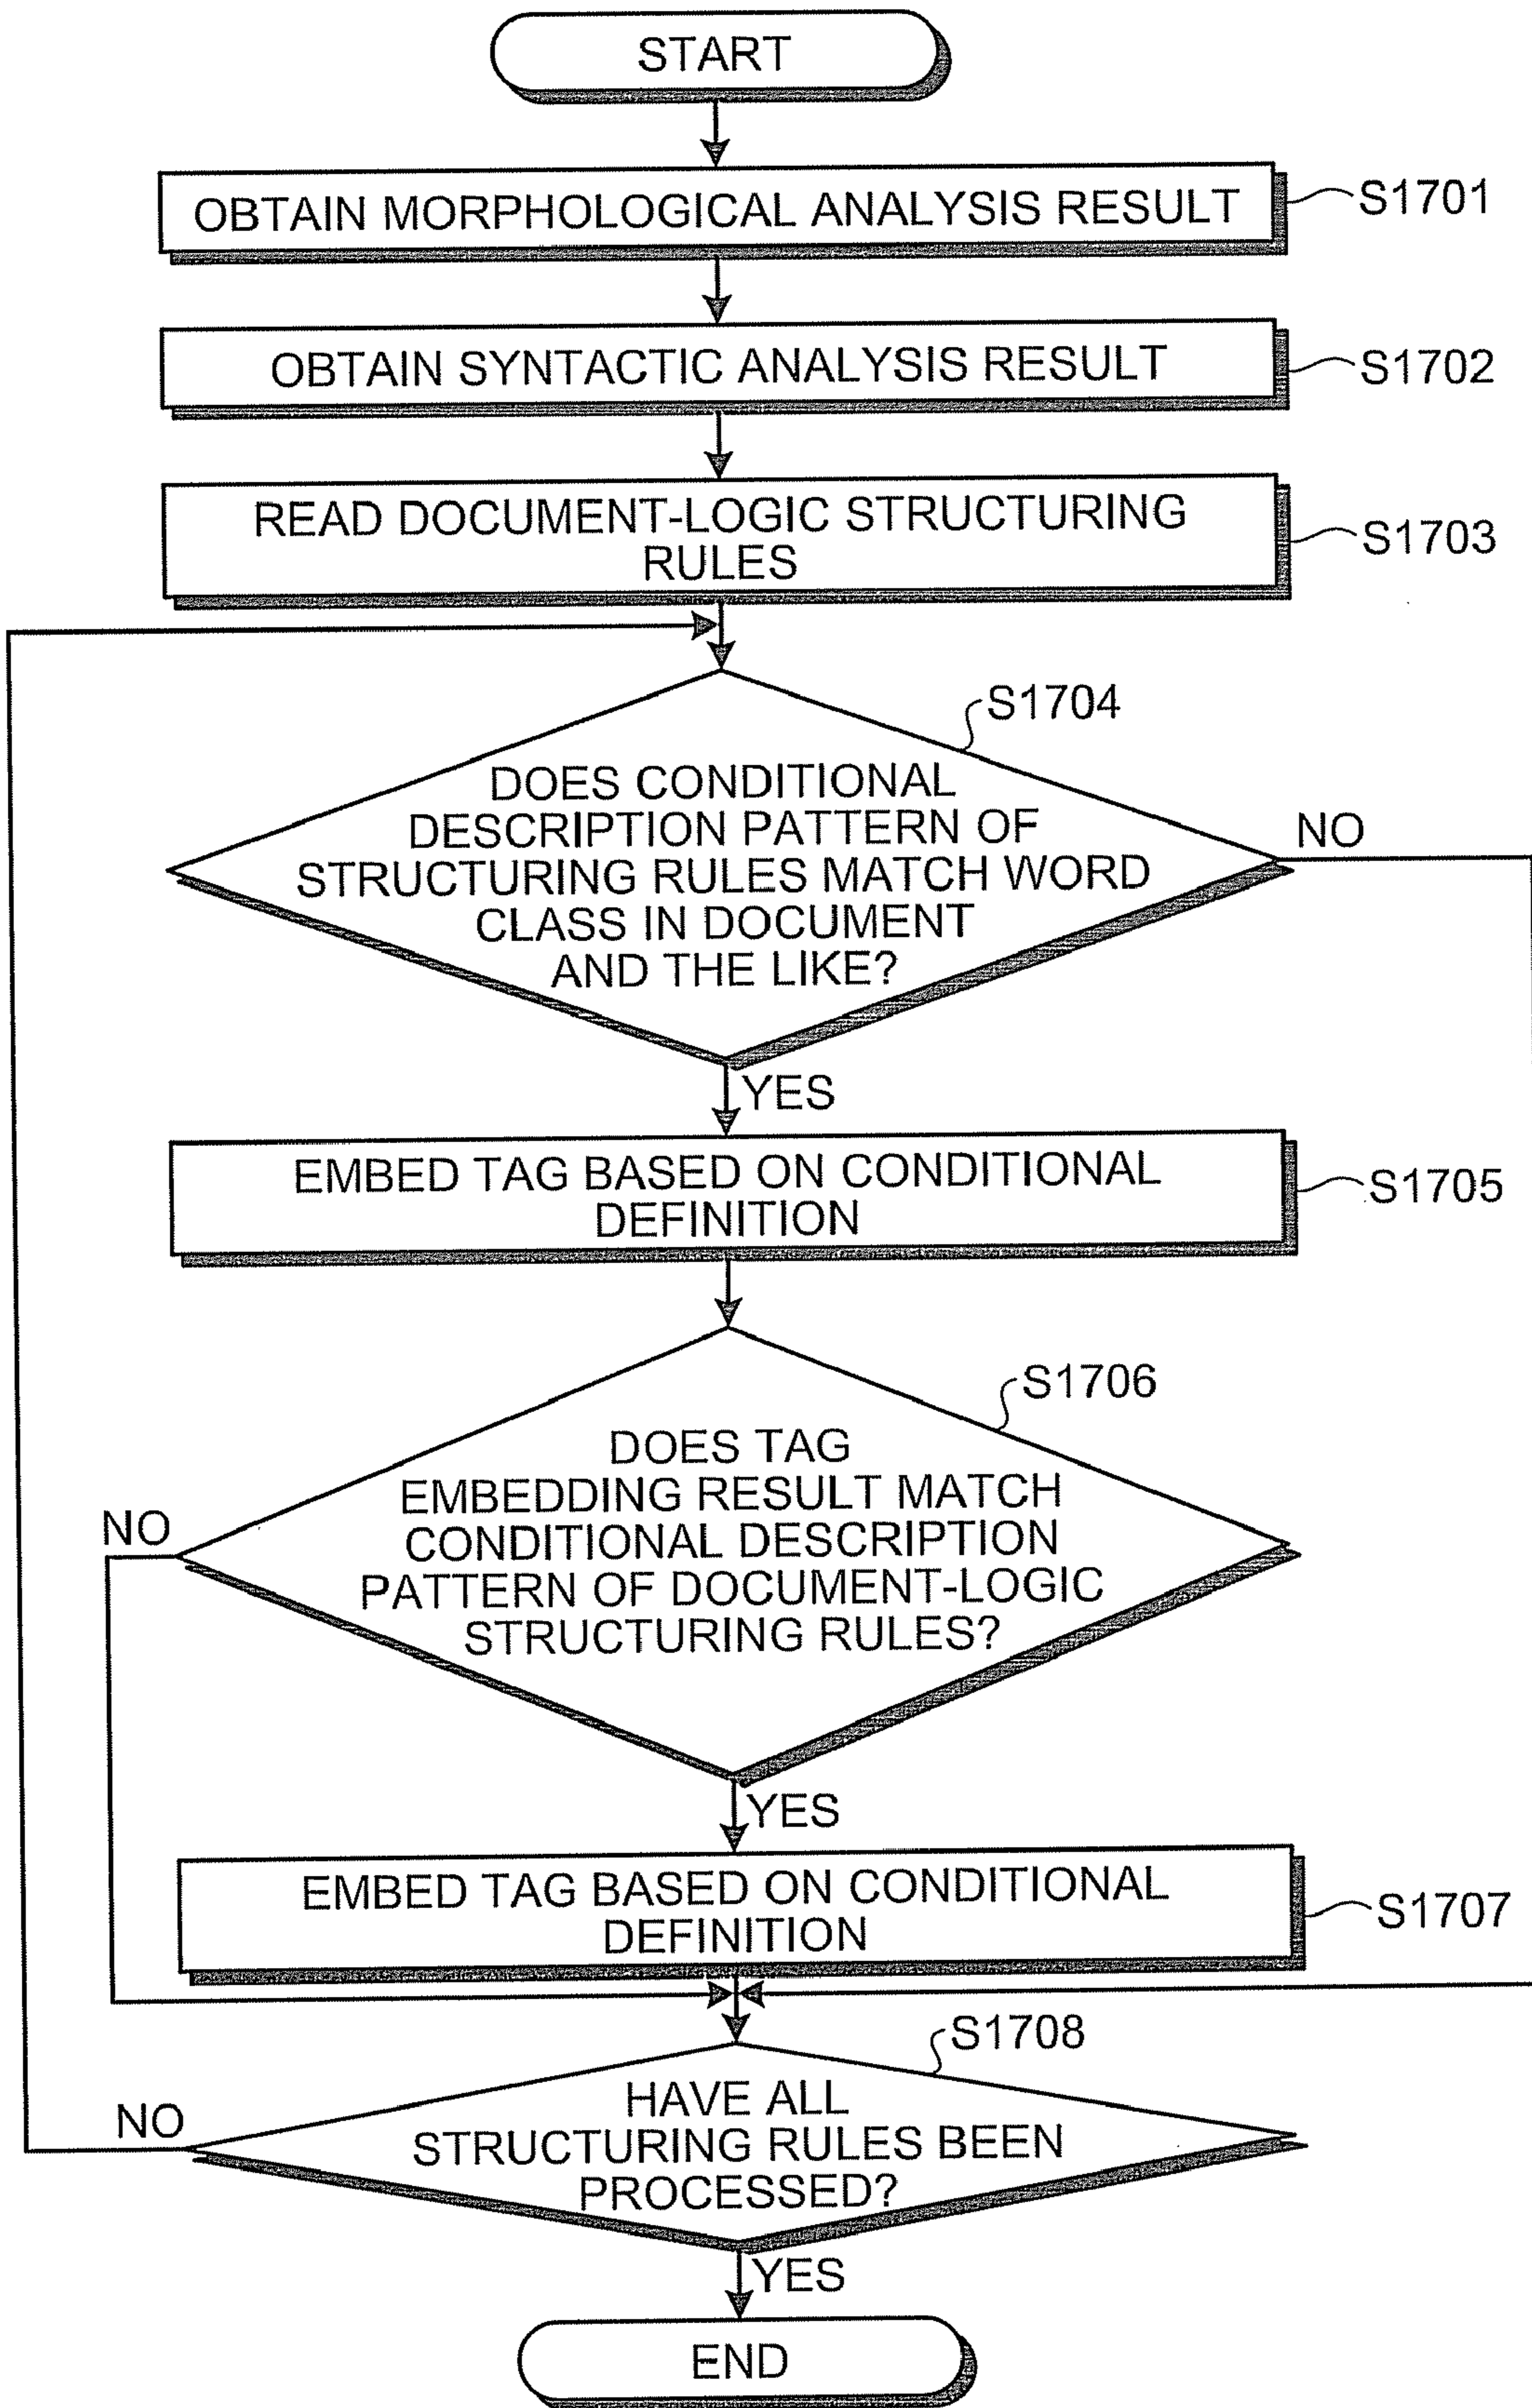 START
OBTAIN MORPHOLOGICAL ANALYSIS RESULT
S1701
OBTAIN SYNTACTIC ANALYSIS RESULT
S1702
READ DOCUMENT-LOGIC STRUCTURING
RULES
S1703
S1704
DOES CONDITIONAL
DESCRIPTION PATTERN OF
STRUCTURING RULES MATCH WORD
CLASS IN DOCUMENT
AND THE LIKE?
NO
YES
EMBED TAG BASED ON CONDITIONAL
DEFINITION
S1705
S1706
DOES TAG
EMBEDDING RESULT MATCH
CONDITIONAL DESCRIPTION
PATTERN OF DOCUMENT-LOGIC
STRUCTURING RULES?
NO
YES
EMBED TAG BASED ON CONDITIONAL
DEFINITION
S1707
S1708
HAVE ALL
STRUCTURING RULES BEEN
PROCESSED?
NO
YES
END